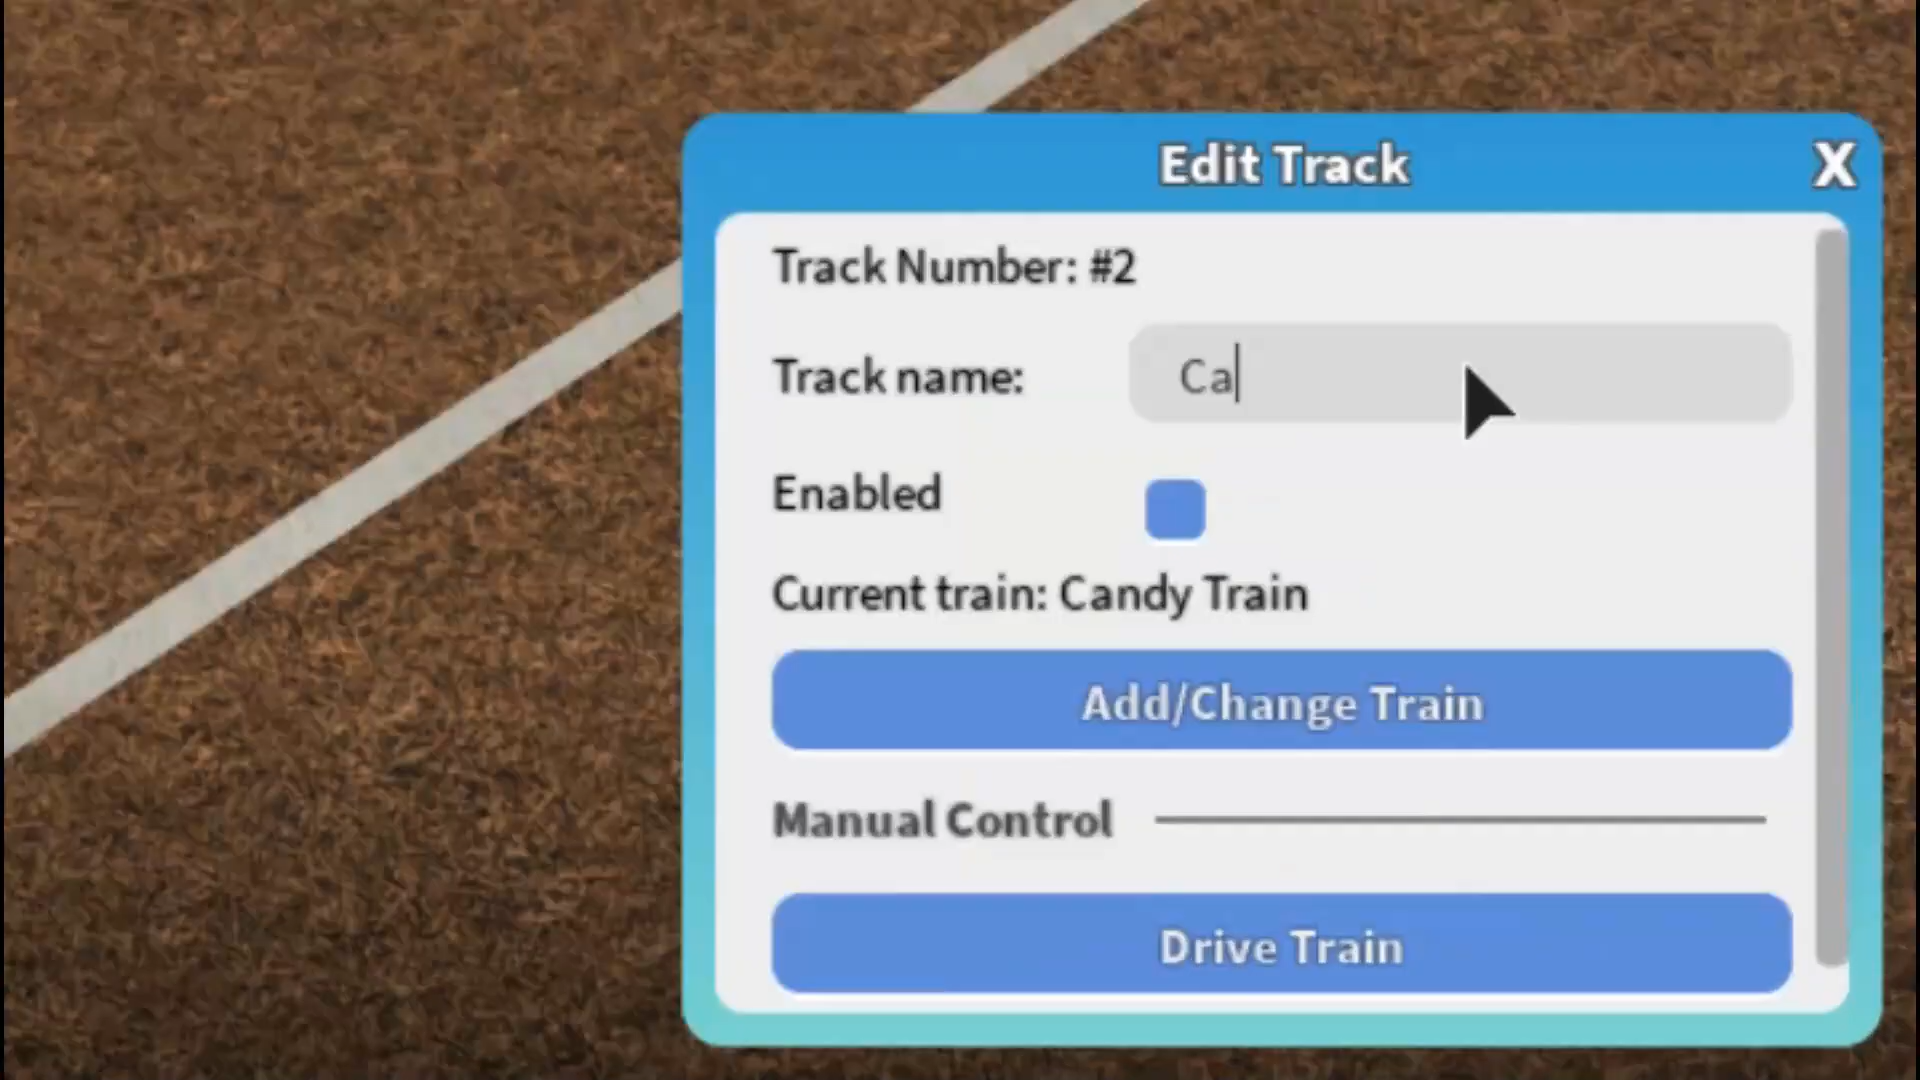 Edit Track
X
Track Number: #2
Track name: Ca
Enabled
Current train: Candy Train
Add/Change Train
Manual Control
Drive Train